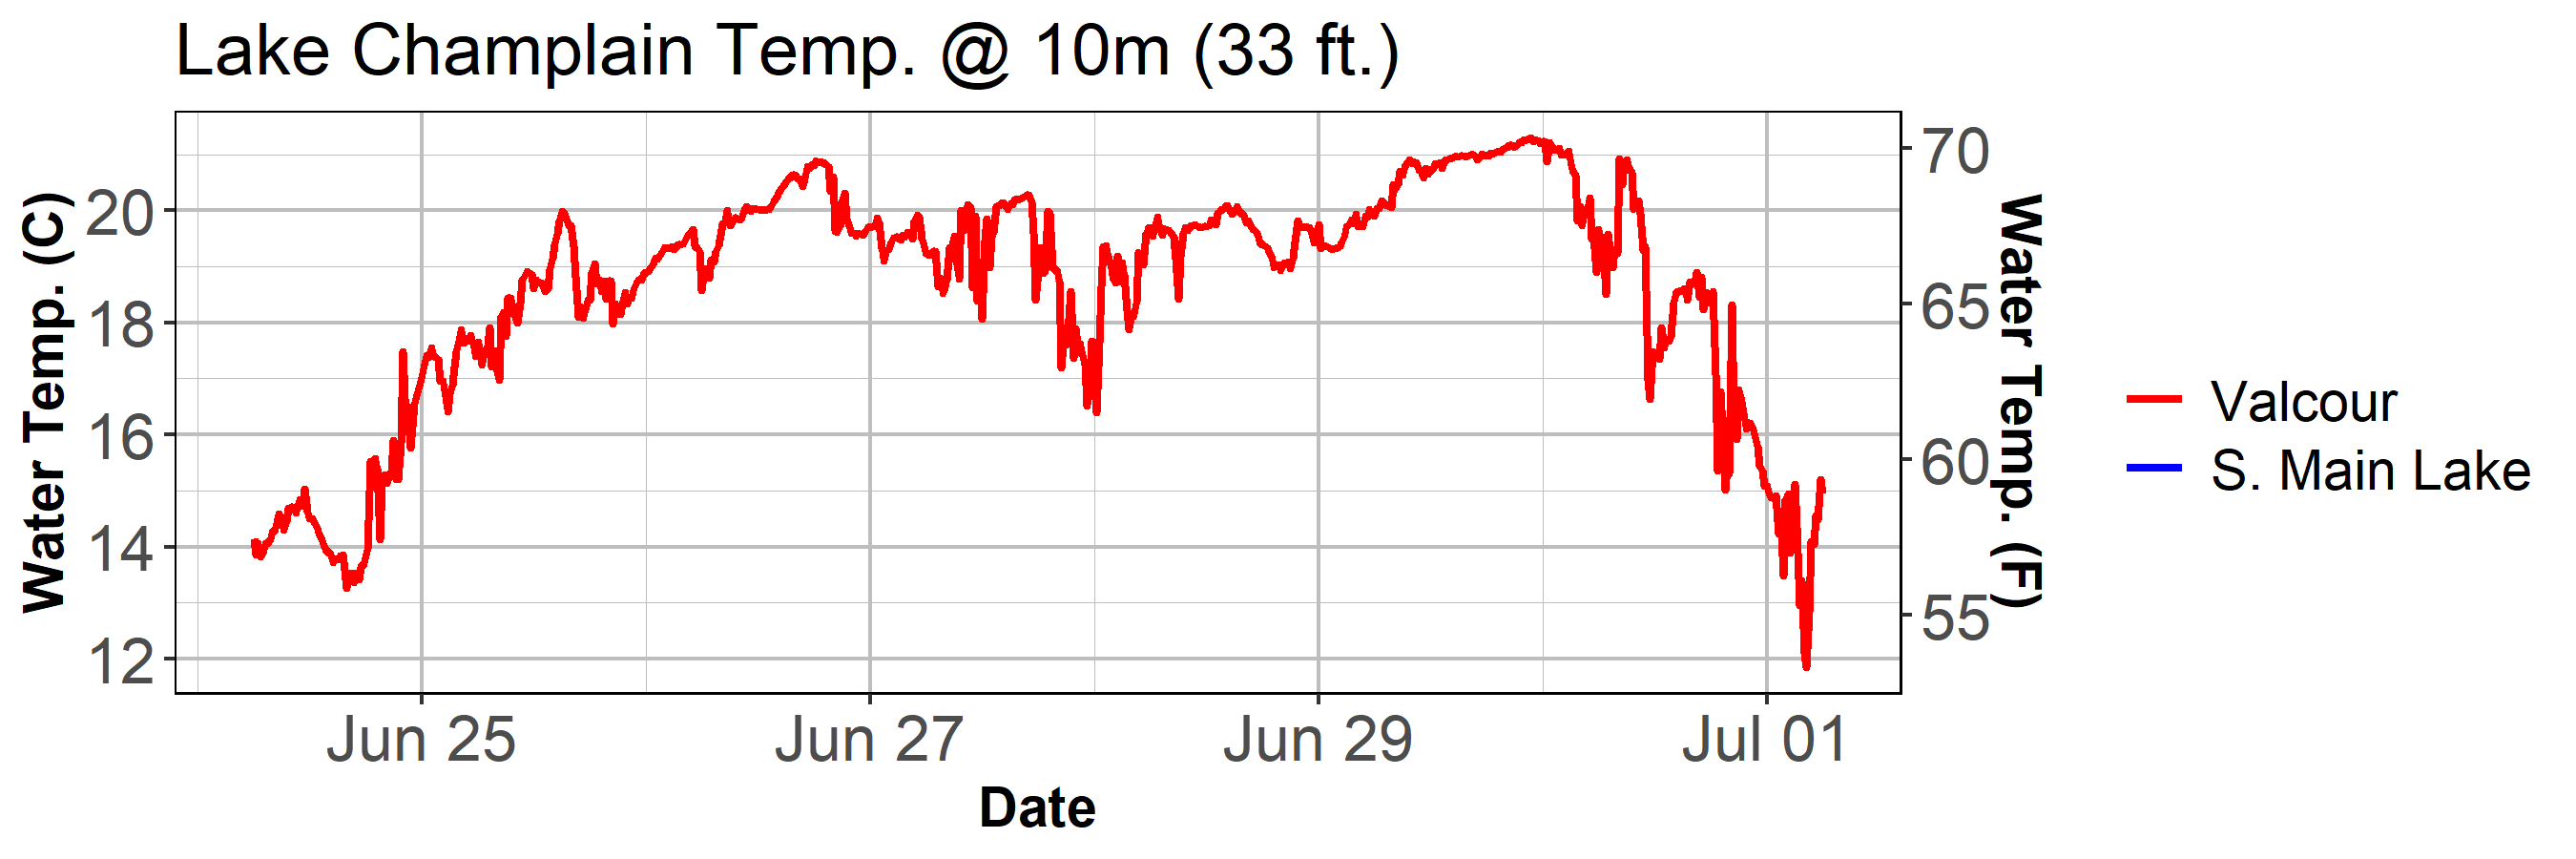 Lake Champlain Temp. @ 10m (33 ft.)
Water Temp. (C)
20
18
16
14
12
70
65
60
55
Water Temp. (F)
Jun 25
Jun 27
Jun 29
Jul 01
Date
Valcour
S. Main Lake